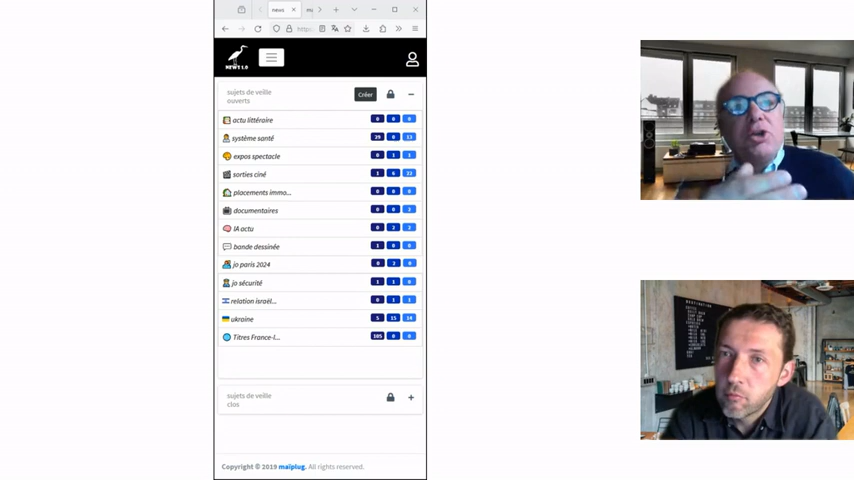 news
http:
NEWS 1.0
sujets de veille
ouverts
Créer
actu littéraire 0 0 8
système santé 29 0 13
expos spectacle 0 1 1
sorties ciné 1 6 22
placements immo... 0 0 0
documentaires 0 0 2
IA actu 0 2 2
bande dessinée 1 0 0
jo paris 2024 0 2 0
jo sécurité 1 1 0
relation israël... 0 1 1
ukraine 5 15 14
Titres France-I... 105 0 0
sujets de veille
clos
Copyright © 2019 maïplug. All rights reserved.
DESTINATION